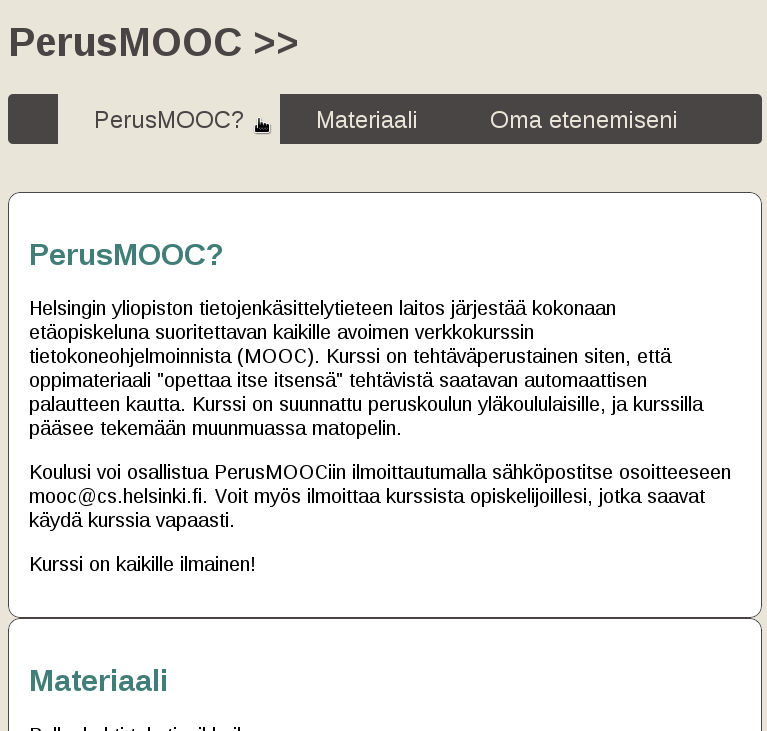 PerusMOOC >>
PerusMOOC? Materiaali Oma etenemiseni
PerusMOOC?
Helsingin yliopiston tietojenkäsittelytieteen laitos järjestää kokonaan
etäopiskeluna suoritettavan kaikille avoimen verkkokurssin
tietokoneohjelmoinnista (MOOC). Kurssi on tehtäväperustainen siten, että
oppimateriaali "opettaa itse itsensä" tehtävistä saatavan automaattisen
palautteen kautta. Kurssi on suunnattu peruskoulun yläkoululaisille, ja kurssilla
pääsee tekemään muunmuassa matopelin.
Koulusi voi osallistua PerusMOOCiin ilmoittautumalla sähköpostitse osoitteeseen
mooc@cs.helsinki.fi. Voit myös ilmoittaa kurssista opiskelijoillesi, jotka saavat
käydä kurssia vapaasti.
Kurssi on kaikille ilmainen!
Materiaali